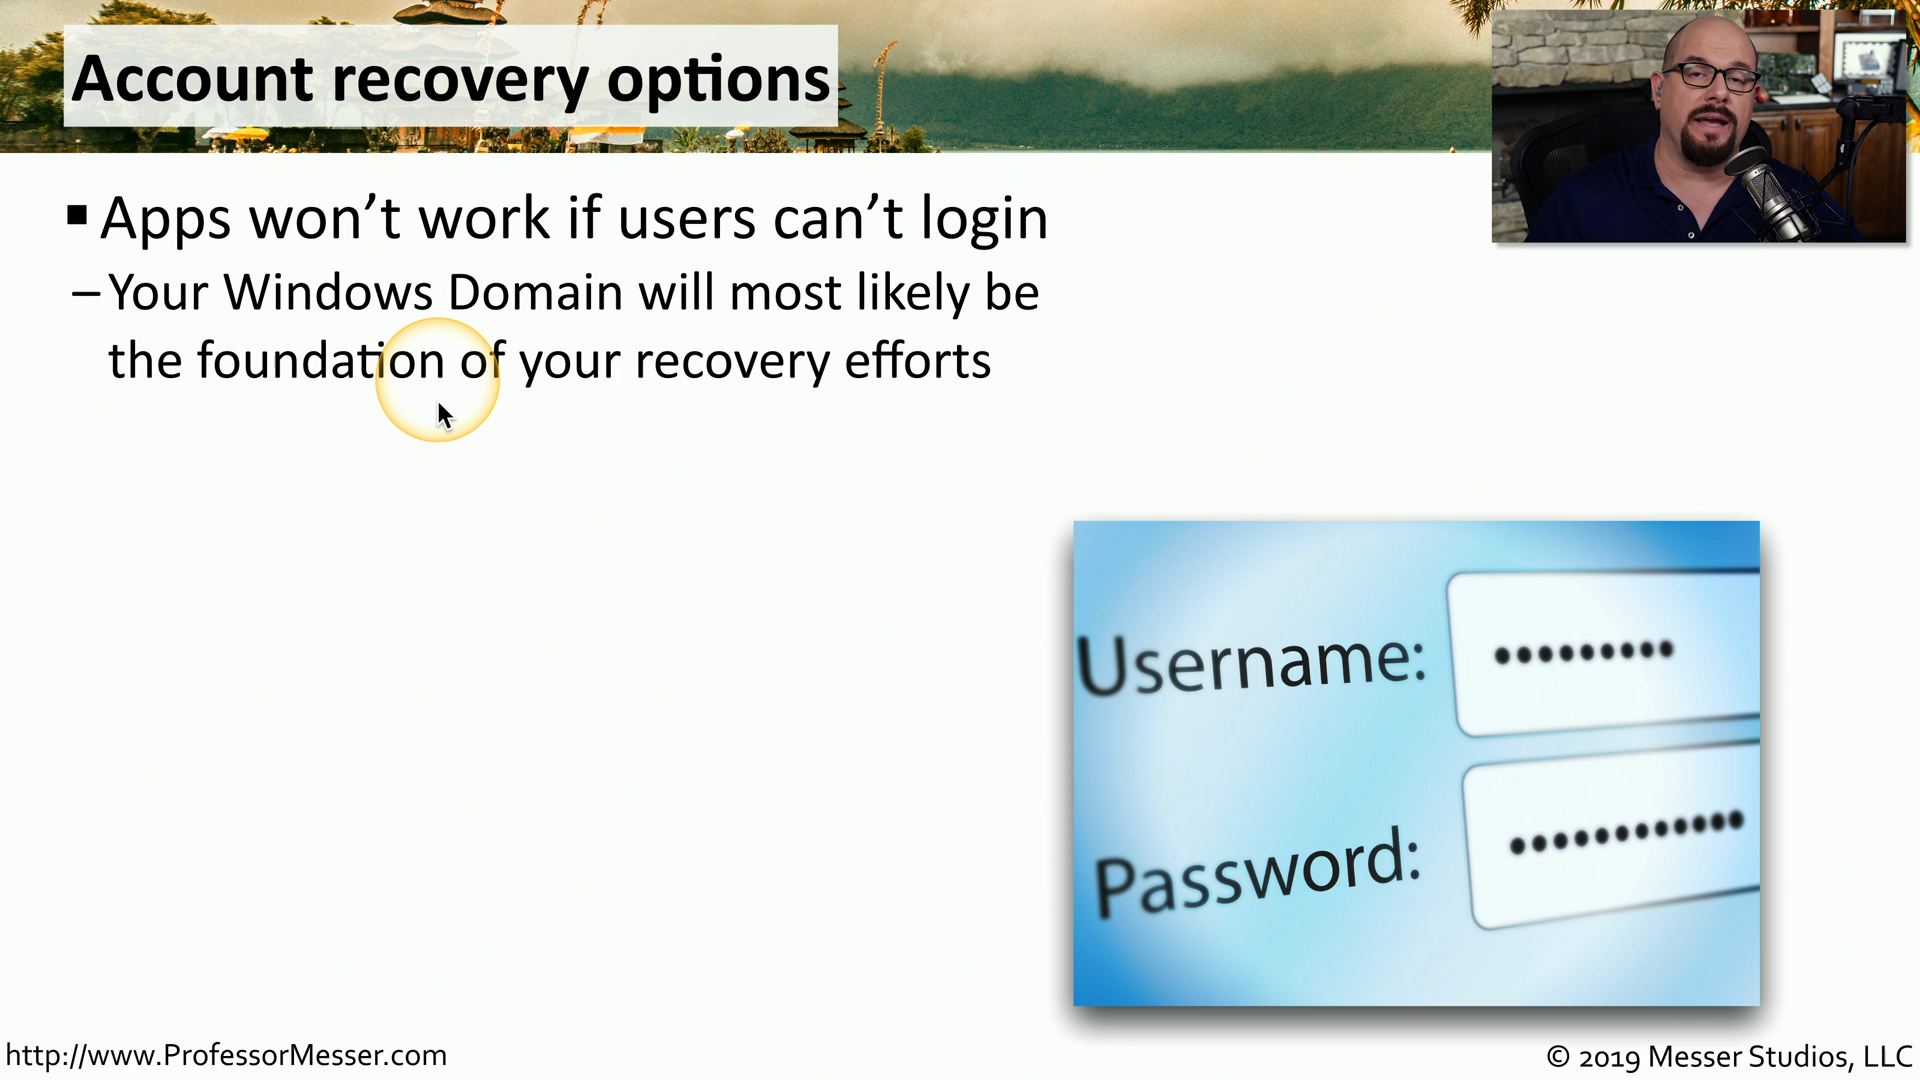 Account recovery options
▪ Apps won’t work if users can’t login
– Your Windows Domain will most likely be
the foundation of your recovery efforts
Username: •••••••••
Password: ••••••••••••
http://www.ProfessorMesser.com
© 2019 Messer Studios, LLC